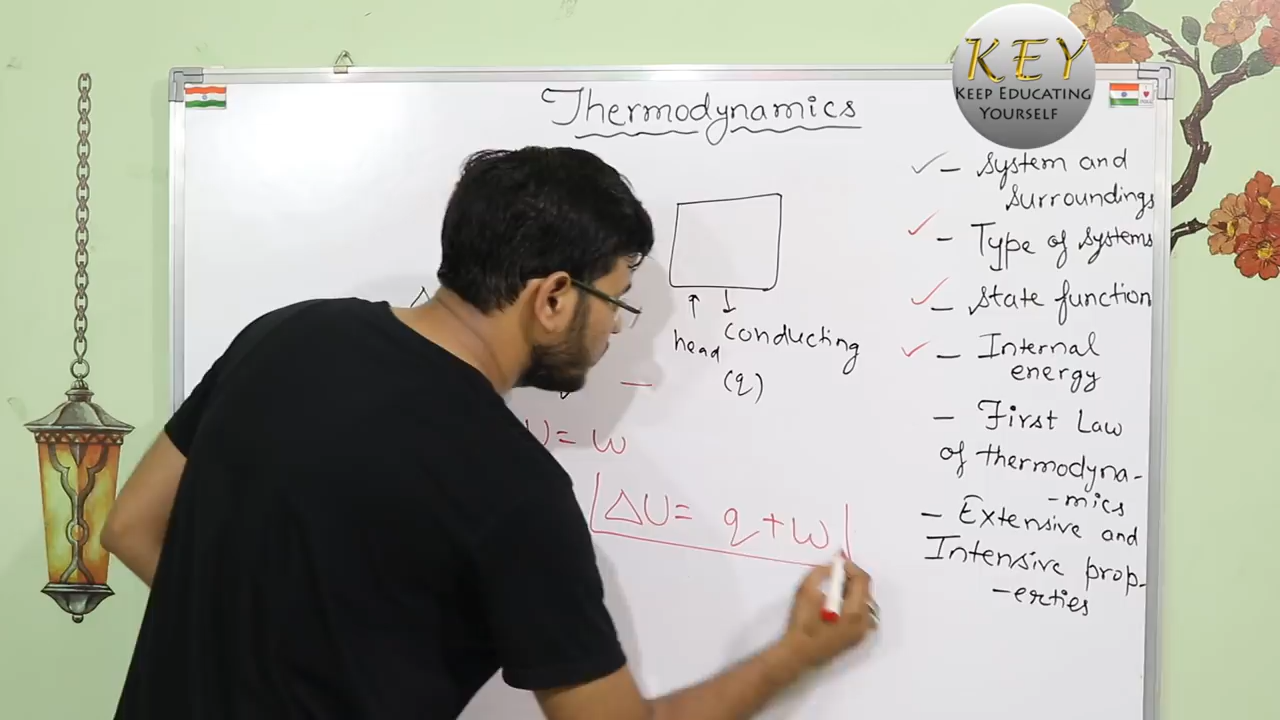 KEY
KEEP EDUCATING
YOURSELF
Thermodynamics
head
conducting
(q)
U = W
ΔU = q + W
- System and
surroundings
- Type of systems
- State function
- Internal
energy
- First Law
of thermodyna-
-mics
- Extensive and
Intensive prop-
-erties